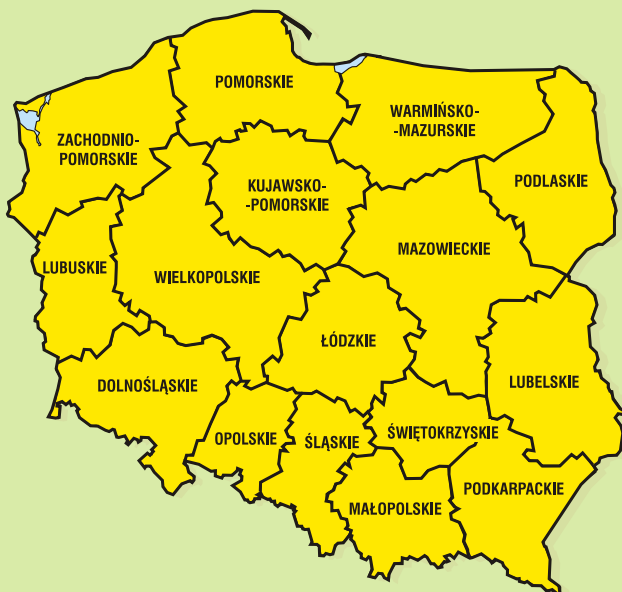 POMORSKIE
WARMIŃSKO-
-MAZURSKIE
ZACHODNIO-
POMORSKIE
PODLASKIE
KUJAWSKO-
-POMORSKIE
MAZOWIECKIE
LUBUSKIE
WIELKOPOLSKIE
ŁÓDZKIE
DOLNOŚLĄSKIE
LUBELSKIE
OPOLSKIE
ŚLĄSKIE
ŚWIĘTOKRZYSKIE
MAŁOPOLSKIE
PODKARPACKIE